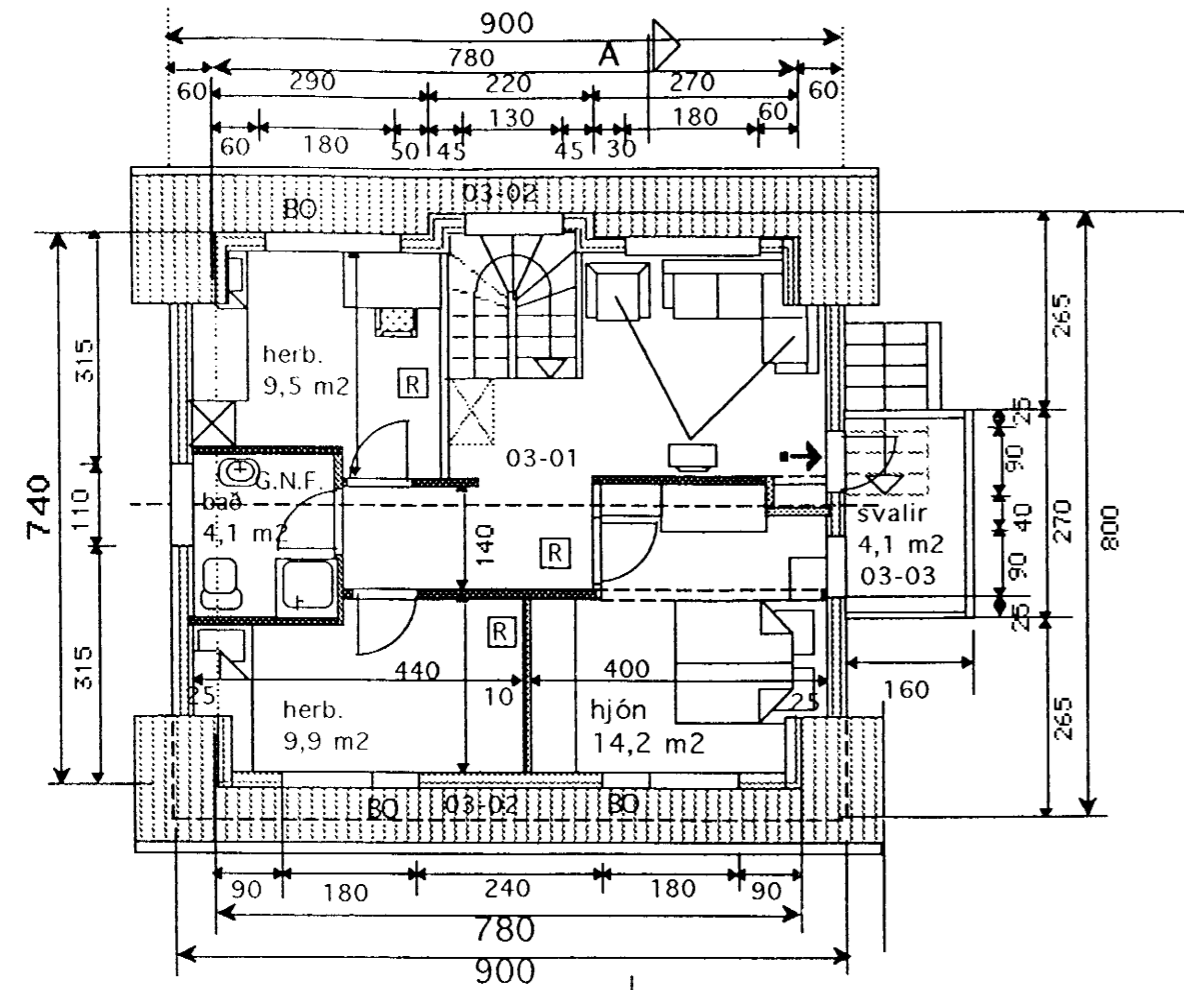 900
A
780
60
290
220
270
60
60
180
50
45
130
45
30
180
60
03-02
BO
herb.
9,5 m2
R
315
110
315
740
03-01
G.N.F.
bað
4,1 m2
140
R
svalir
4,1 m2
03-03
265
25
90
40
90
25
270
265
800
160
R
440
10
400
25
25
herb.
9,9 m2
hjón
14,2 m2
BO
03-02
BO
90
180
240
180
90
780
900